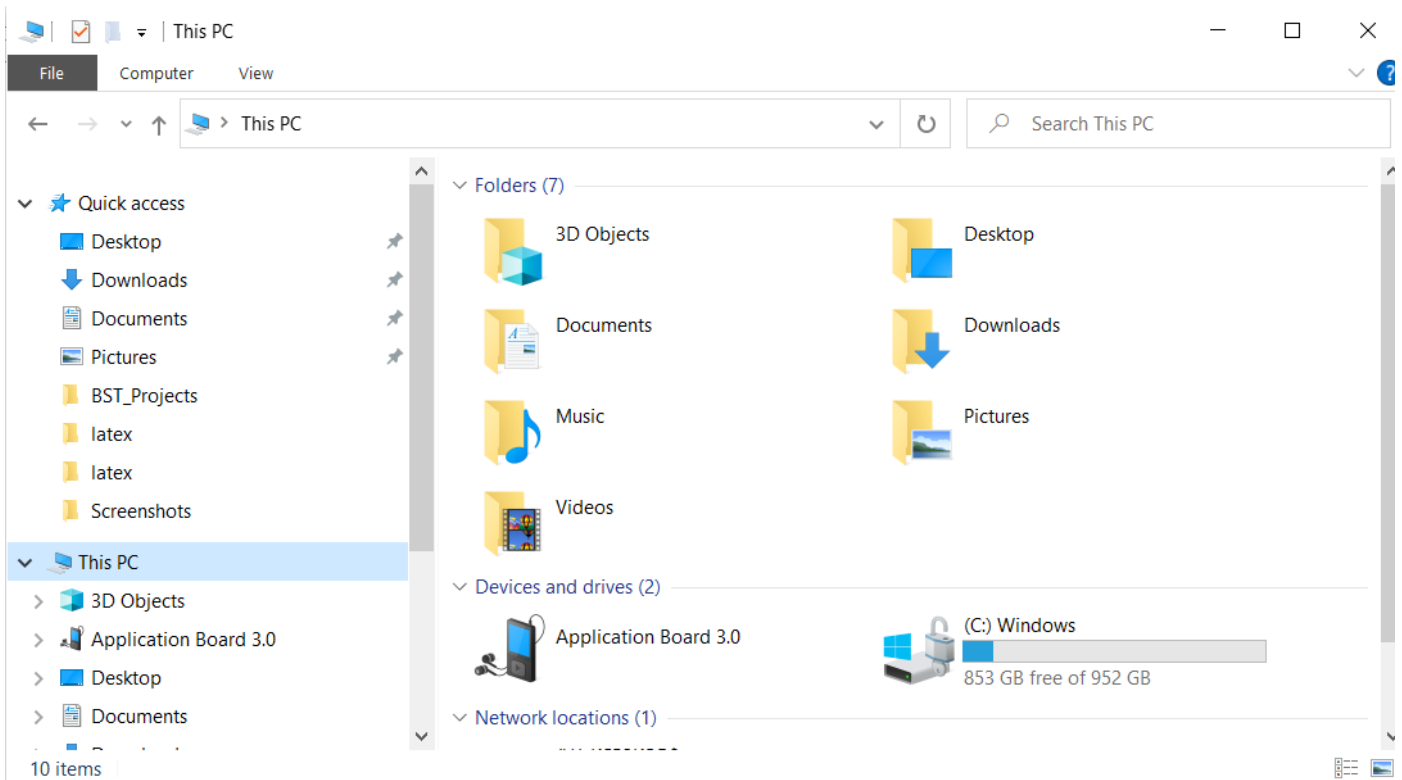 This PC
File Computer View
This PC
Search This PC
Quick access
Desktop
Downloads
Documents
Pictures
BST_Projects
latex
latex
Screenshots
This PC
3D Objects
Application Board 3.0
Desktop
Documents
Folders (7)
3D Objects
Desktop
Documents
Downloads
Music
Pictures
Videos
Devices and drives (2)
Application Board 3.0
(C:) Windows
853 GB free of 952 GB
Network locations (1)
10 items